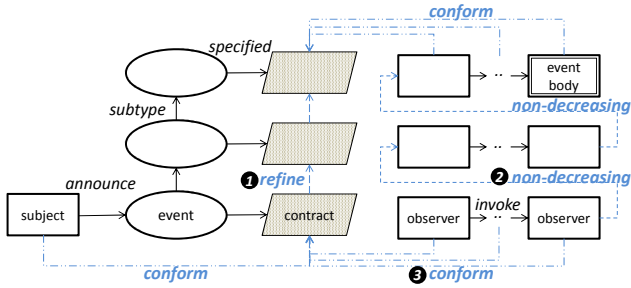 conform
specified
event
body
subtype
non-decreasing
announce
1 refine
2 non-decreasing
invoke
subject
event
contract
observer
observer
conform
3 conform